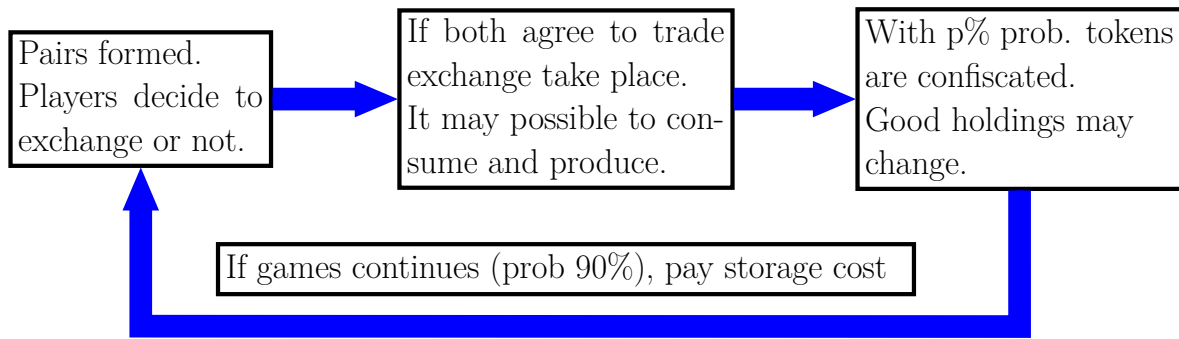 Pairs formed.
Players decide to
exchange or not.
If both agree to trade
exchange take place.
It may possible to con-
sume and produce.
With p% prob. tokens
are confiscated.
Good holdings may
change.
If games continues (prob 90%), pay storage cost